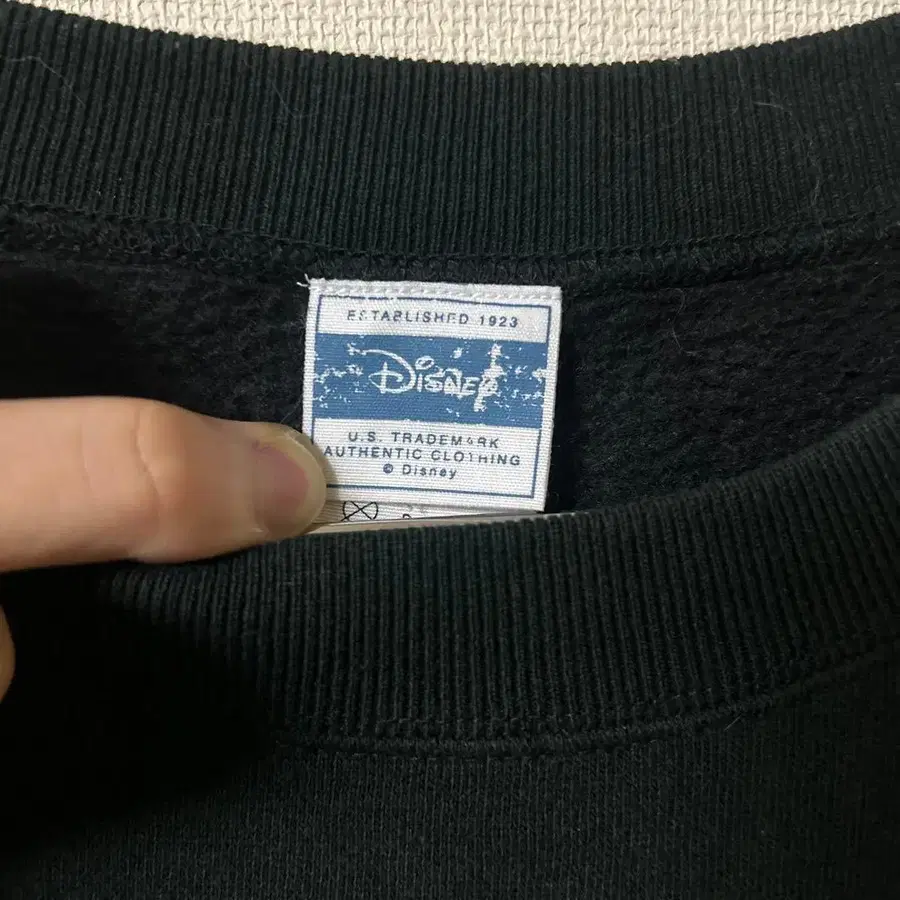 ESTABLISHED 1923
Disney
U.S. TRADEMARK
AUTHENTIC CLOTHING
© Disney